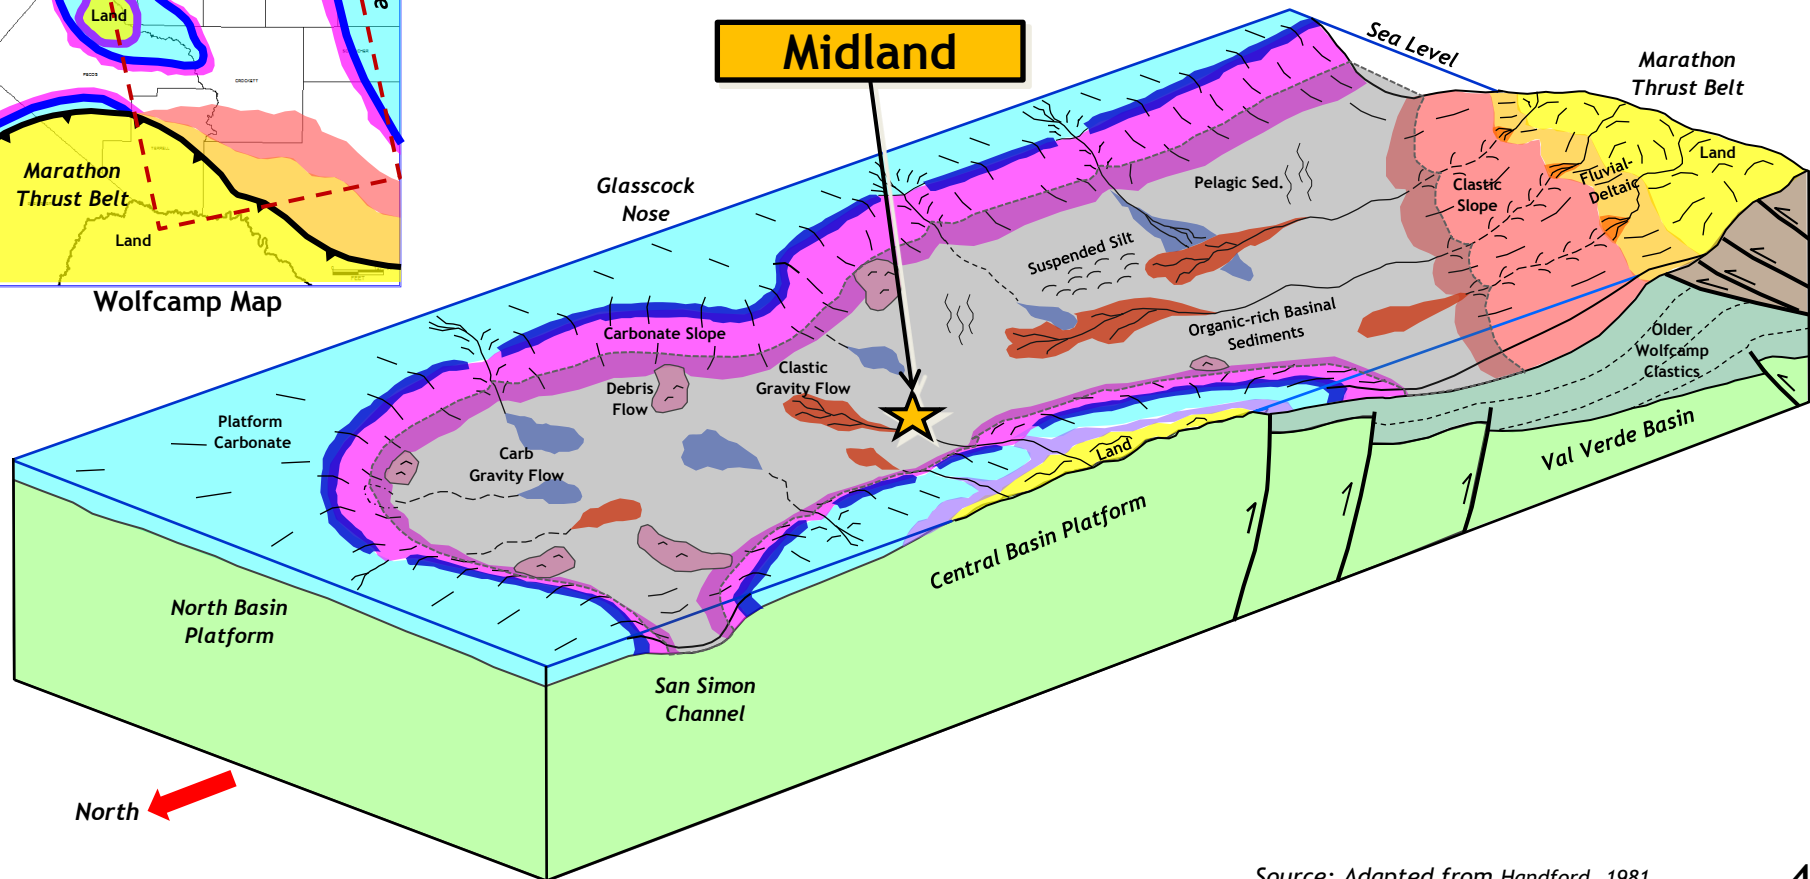 Land
PECOS
CROCKETT
Marathon
Thrust Belt
Land
Wolfcamp Map
Midland
Sea Level
Marathon
Thrust Belt
Glasscock
Nose
Land
Fluvial-
Deltaic
Clastic
Slope
Pelagic Sed.
Suspended Silt
Organic-rich Basinal
Sediments
Carbonate Slope
Debris
Flow
Clastic
Gravity Flow
Older
Wolfcamp
Clastics
Platform
Carbonate
Carb
Gravity Flow
Land
Val Verde Basin
Central Basin Platform
North Basin
Platform
San Simon
Channel
North
Source: Adapted from Handford, 1981
4